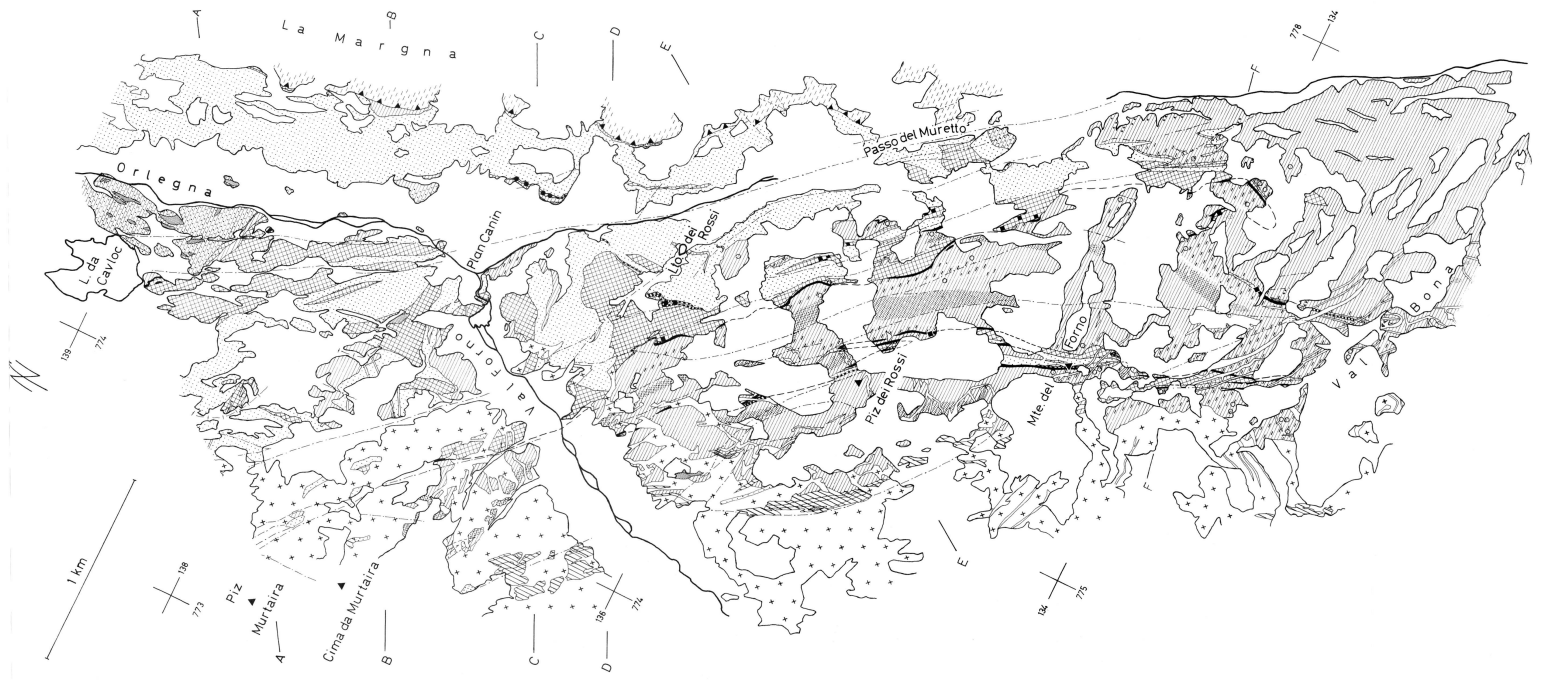 A
B
C
D
E
F
La Margna
778
134
Passo del Muretto
Orlegna
L. da
Cavloc
Plan Canin
Llo dei
Rossi
Bona
Val
139
774
N
Val Forno
Piz dei Rossi
Mte. del
Forno
F
E
1 km
138
773
Piz
Murtaira
Cima da Murtaira
136
774
134
775
A
B
C
D